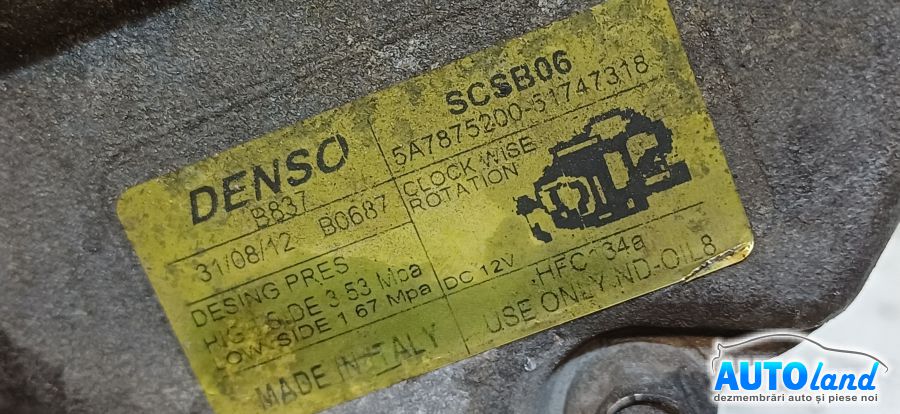 DENSO
B837
31/08/12 B0687
DESING PRES
HIGH SIDE 3.53 Mpa
LOW SIDE 1.67 Mpa
MADE IN ITALY
SCSB06
5A7875200-51747318
CLOCK WISE
ROTATION
DC 12V
HFC134a
USE ONLY ND-OIL8
AUTOland
dezmembrări auto și piese noi